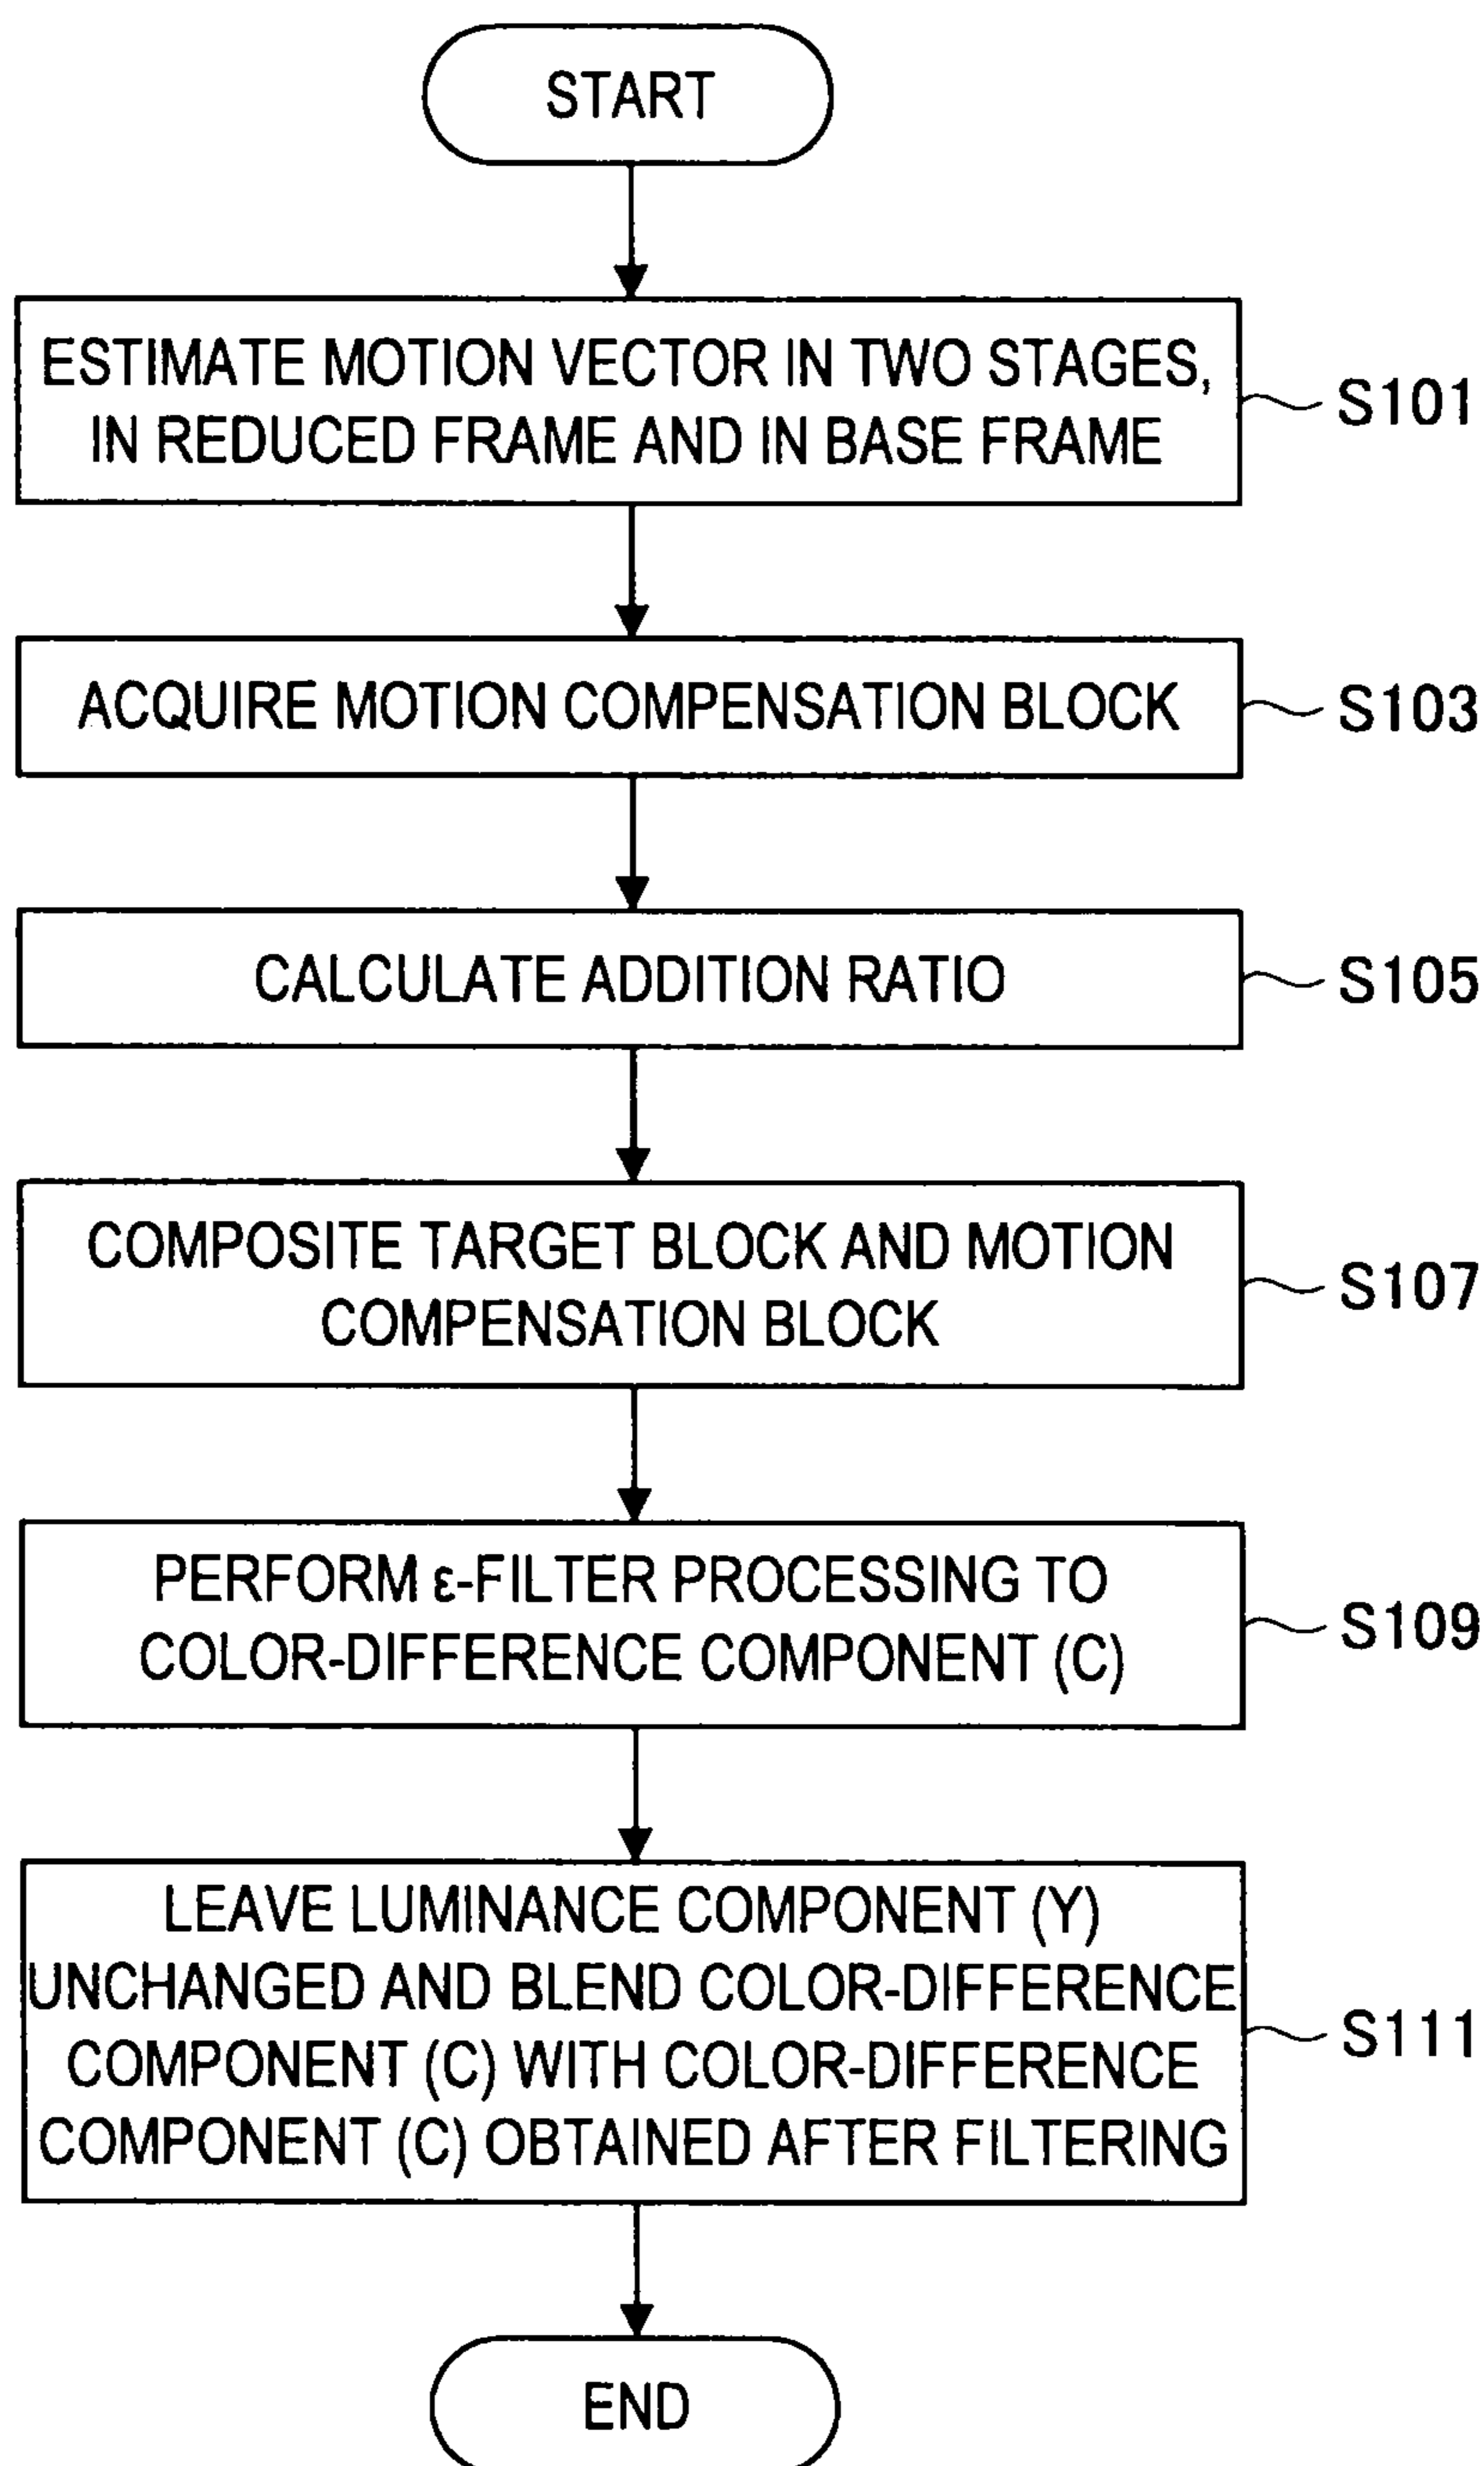 START
ESTIMATE MOTION VECTOR IN TWO STAGES,
IN REDUCED FRAME AND IN BASE FRAME
S101
ACQUIRE MOTION COMPENSATION BLOCK
S103
CALCULATE ADDITION RATIO
S105
COMPOSITE TARGET BLOCK AND MOTION
COMPENSATION BLOCK
S107
PERFORM ε-FILTER PROCESSING TO
COLOR-DIFFERENCE COMPONENT (C)
S109
LEAVE LUMINANCE COMPONENT (Y)
UNCHANGED AND BLEND COLOR-DIFFERENCE
COMPONENT (C) WITH COLOR-DIFFERENCE
COMPONENT (C) OBTAINED AFTER FILTERING
S111
END